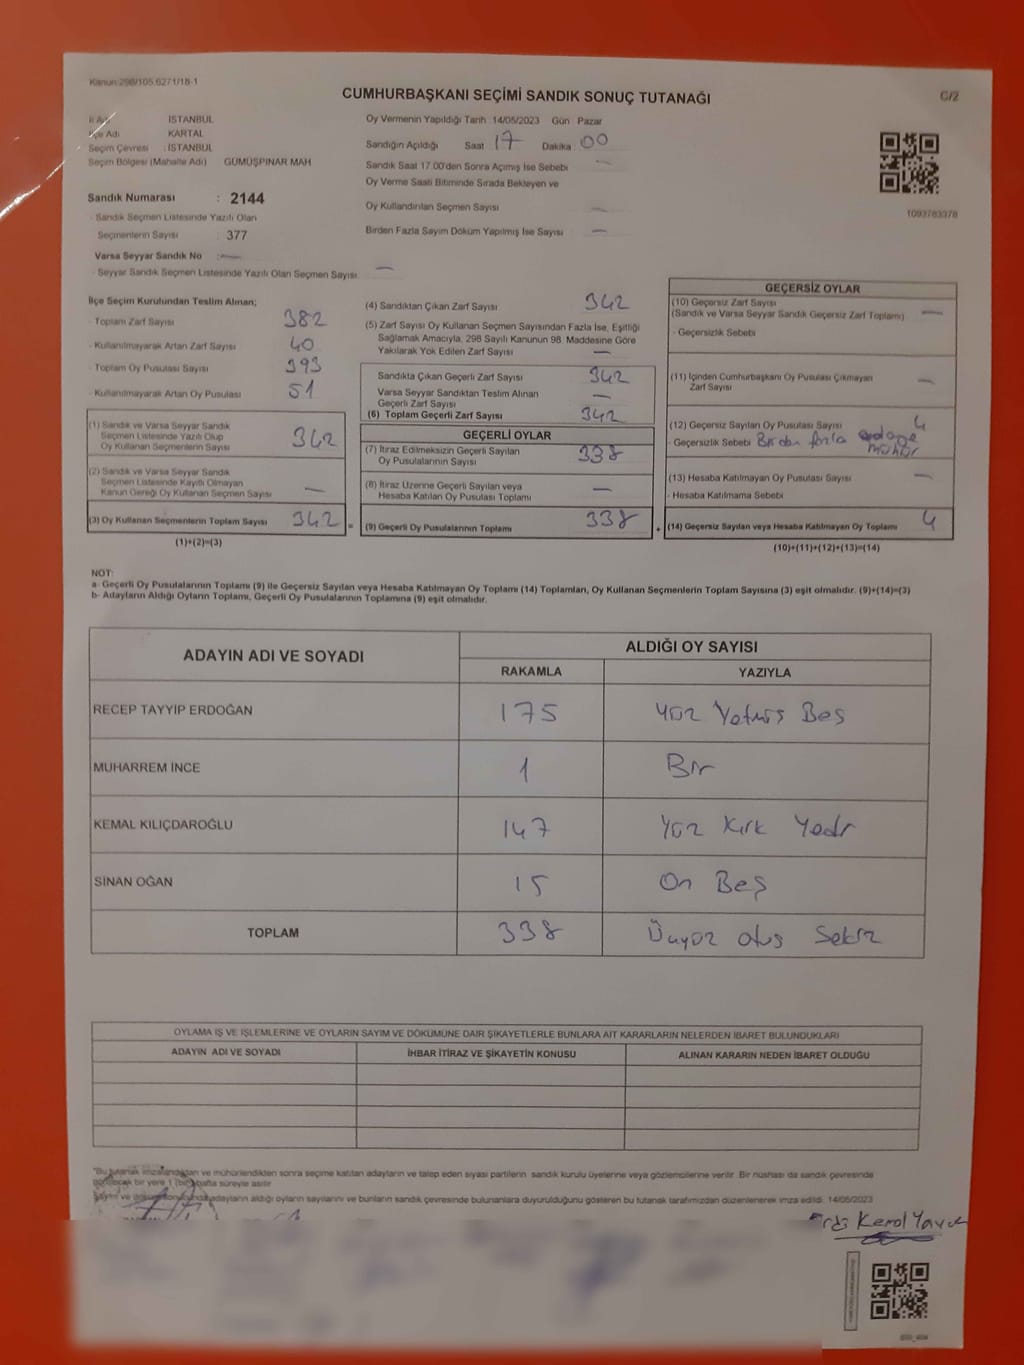 Kanun:298/105.6271/18-1
CUMHURBAŞKANI SEÇİMİ SANDIK SONUÇ TUTANAĞI
C/2
İl Adı : İSTANBUL
İlçe Adı : KARTAL
Seçim Çevresi : İSTANBUL
Seçim Bölgesi (Mahalle Adı) GÜMÜŞPINAR MAH
Sandık Numarası : 2144
- Sandık Seçmen Listesinde Yazılı Olan
Seçmenlerin Sayısı : 377
Varsa Seyyar Sandık No : —
- Seyyar Sandık Seçmen Listesinde Yazılı Olan Seçmen Sayısı: —
Oy Vermenin Yapıldığı Tarih :14/05/2023 Gün : Pazar
Sandığın Açıldığı Saat : 17 Dakika : 00
Sandık Saat 17.00'den Sonra Açımış İse Sebebi : —
Oy Verme Saati Bitiminde Sırada Bekleyen ve
Oy Kullandırılan Seçmen Sayısı : —
Birden Fazla Sayım Döküm Yapılmış İse Sayısı : —
1093783378
İlçe Seçim Kurulundan Teslim Alınan;
- Toplam Zarf Sayısı : 382
- Kullanılmayarak Artan Zarf Sayısı : 40
- Toplam Oy Pusulası Sayısı : 393
- Kullanılmayarak Artan Oy Pusulası : 51
(1) Sandık ve Varsa Seyyar Sandık
Seçmen Listesinde Yazılı Olup
Oy Kullanan Seçmenlerin Sayısı : 342
(2) Sandık ve Varsa Seyyar Sandık
Seçmen Listesinde Kayıtlı Olmayan
Kanun Gereği Oy Kullanan Seçmen Sayısı : —
(3) Oy Kullanan Seçmenlerin Toplam Sayısı : 342 =
(1)+(2)=(3)
(4) Sandıktan Çıkan Zarf Sayısı : 342
(5) Zarf Sayısı Oy Kullanan Seçmen Sayısından Fazla İse, Eşitliği
Sağlamak Amacıyla, 298 Sayılı Kanunun 98. Maddesine Göre
Yakılarak Yok Edilen Zarf Sayısı : —
Sandıkta Çıkan Geçerli Zarf Sayısı : 342
Varsa Seyyar Sandıktan Teslim Alınan
Geçerli Zarf Sayısı : —
(6) Toplam Geçerli Zarf Sayısı : 342
GEÇERLİ OYLAR
(7) İtiraz Edilmeksizin Geçerli Sayılan
Oy Pusulalarının Sayısı : 338
(8) İtiraz Üzerine Geçerli Sayılan veya
Hesaba Katılan Oy Pusulası Toplamı : —
(9) Geçerli Oy Pusulalarının Toplamı : 338 +
GEÇERSİZ OYLAR
(10) Geçersiz Zarf Sayısı
(Sandık ve Varsa Seyyar Sandık Geçersiz Zarf Toplamı) : —
- Geçersizlik Sebebi :
(11) İçinden Cumhurbaşkanı Oy Pusulası Çıkmayan
Zarf Sayısı : —
(12) Geçersiz Sayılan Oy Pusulası Sayısı : 4
- Geçersizlik Sebebi : Birden fazla adaya
mühür
(13) Hesaba Katılmayan Oy Pusulası Sayısı : —
- Hesaba Katılmama Sebebi :
(14) Geçersiz Sayılan veya Hesaba Katılmayan Oy Toplamı : 4
(10)+(11)+(12)+(13)=(14)
NOT:
a- Geçerli Oy Pusulalarının Toplamı (9) ile Geçersiz Sayılan veya Hesaba Katılmayan Oy Toplamı (14) Toplamları, Oy Kullanan Seçmenlerin Toplam Sayısına (3) eşit olmalıdır. (9)+(14)=(3)
b- Adayların Aldığı Oyların Toplamı, Geçerli Oy Pusulalarının Toplamına (9) eşit olmalıdır.
ADAYIN ADI VE SOYADI
ALDIĞI OY SAYISI
RAKAMLA YAZIYLA
RECEP TAYYİP ERDOĞAN 175 Yüz Yetmiş Beş
MUHARREM İNCE 1 Bir
KEMAL KILIÇDAROĞLU 147 Yüz Kırk Yedi
SİNAN OĞAN 15 On Beş
TOPLAM 338 Üçyüz otuz Sekiz
OYLAMA İŞ VE İŞLEMLERİNE VE OYLARIN SAYIM VE DÖKÜMÜNE DAİR ŞİKAYETLERLE BUNLARA AİT KARARLARIN NELERDEN İBARET BULUNDUKLARI
ADAYIN ADI VE SOYADI İHBAR İTİRAZ VE ŞİKAYETİN KONUSU ALINAN KARARIN NEDEN İBARET OLDUĞU
"Bu tutanak imzalandıktan ve mühürlendikten sonra seçime katılan adayların ve talep eden siyasi partilerin sandık kurulu üyelerine veya gözlemcilerine verilir. Bir nüshası da sandık çevresinde
görülecek bir yere 1 (bir) hafta süreyle asılır
Sayım ve döküm sonucunda adayların aldığı oyların sayılarını ve bunların sandık çevresinde bulunanlara duyurulduğunu gösteren bu tutanak tarafımızdan düzenlenerek imza edildi. 14/05/2023
Kerol